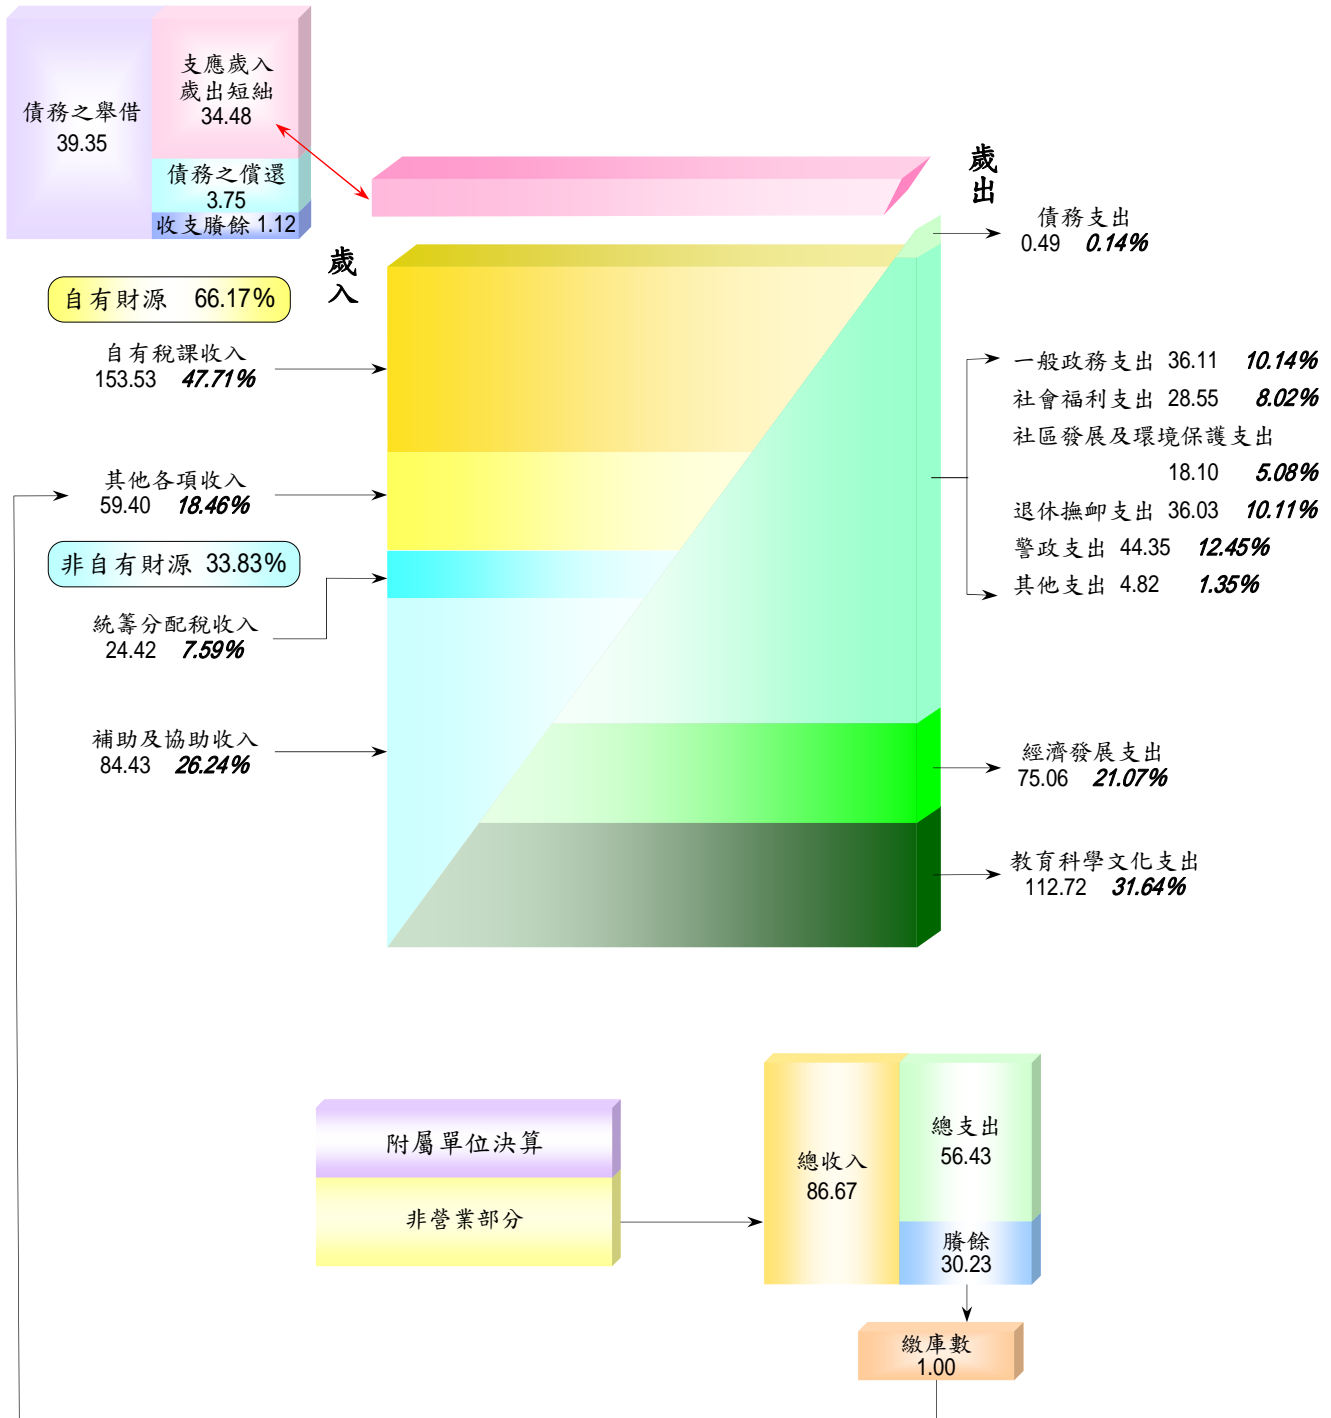 債務之舉借
39.35
支應歲入
歲出短絀
34.48
債務之償還
3.75
收支賸餘 1.12
歲出
債務支出
0.49 0.14%
歲入
自有財源 66.17%
自有稅課收入
153.53 47.71%
其他各項收入
59.40 18.46%
非自有財源 33.83%
統籌分配稅收入
24.42 7.59%
補助及協助收入
84.43 26.24%
一般政務支出 36.11 10.14%
社會福利支出 28.55 8.02%
社區發展及環境保護支出
18.10 5.08%
退休撫卹支出 36.03 10.11%
警政支出 44.35 12.45%
其他支出 4.82 1.35%
經濟發展支出
75.06 21.07%
教育科學文化支出
112.72 31.64%
附屬單位決算
非營業部分
總收入
86.67
總支出
56.43
賸餘
30.23
繳庫數
1.00